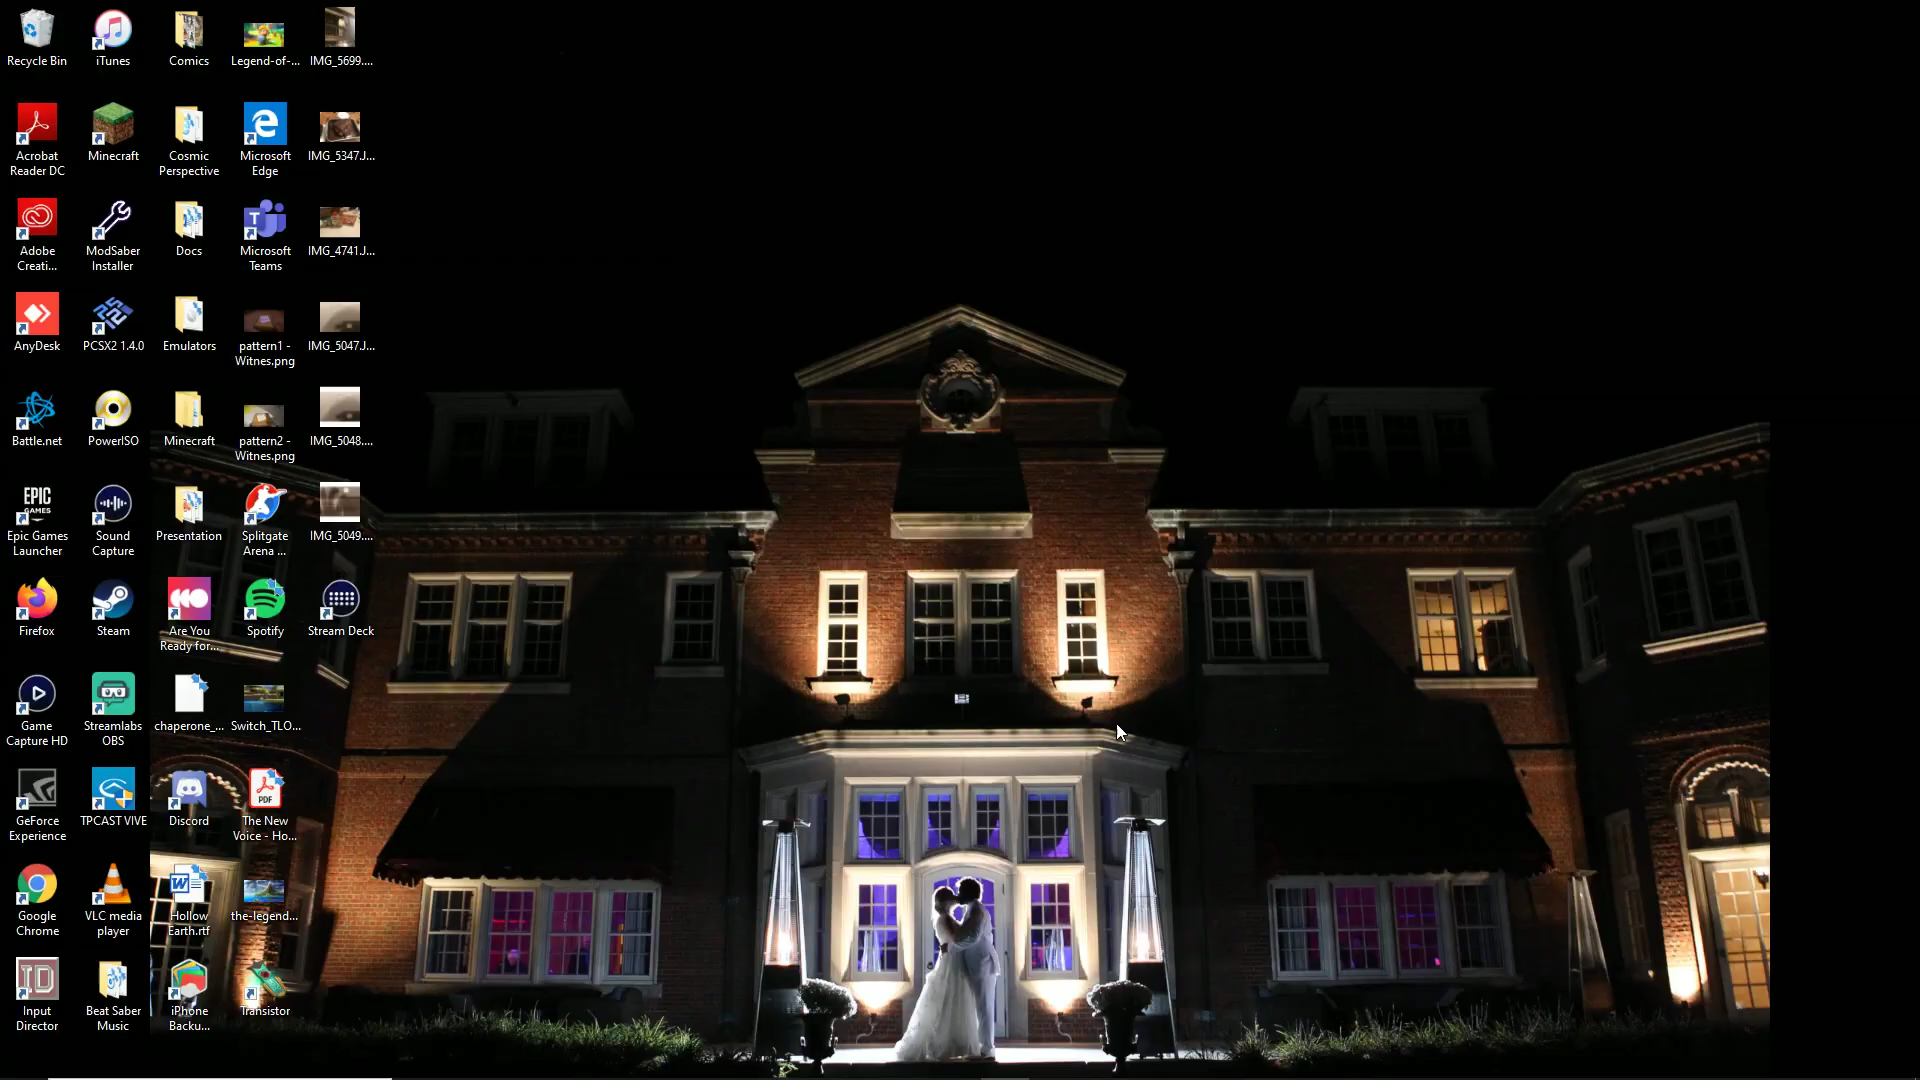 Recycle Bin
iTunes
Comics
Legend-of-...
IMG_5699....
Acrobat
Reader DC
Minecraft
Cosmic
Perspective
Microsoft
Edge
IMG_5347.J...
Adobe
Creati...
ModSaber
Installer
Docs
Microsoft
Teams
IMG_4741.J...
AnyDesk
PCSX2 1.4.0
Emulators
pattern1 -
Witnes.png
IMG_5047.J...
Battle.net
PowerISO
Minecraft
pattern2 -
Witnes.png
IMG_5048....
EPIC
GAMES
Epic Games
Launcher
Sound
Capture
Presentation
Splitgate
Arena ...
IMG_5049....
Firefox
Steam
Are You
Ready for...
Spotify
Stream Deck
Game
Capture HD
Streamlabs
OBS
chaperone_...
Switch_TLO...
GeForce
Experience
TPCAST VIVE
Discord
PDF
The New
Voice - Ho...
Google
Chrome
VLC media
player
Hollow
Earth.rtf
the-legend...
ID
Input
Director
Beat Saber
Music
iPhone
Backu...
Transistor